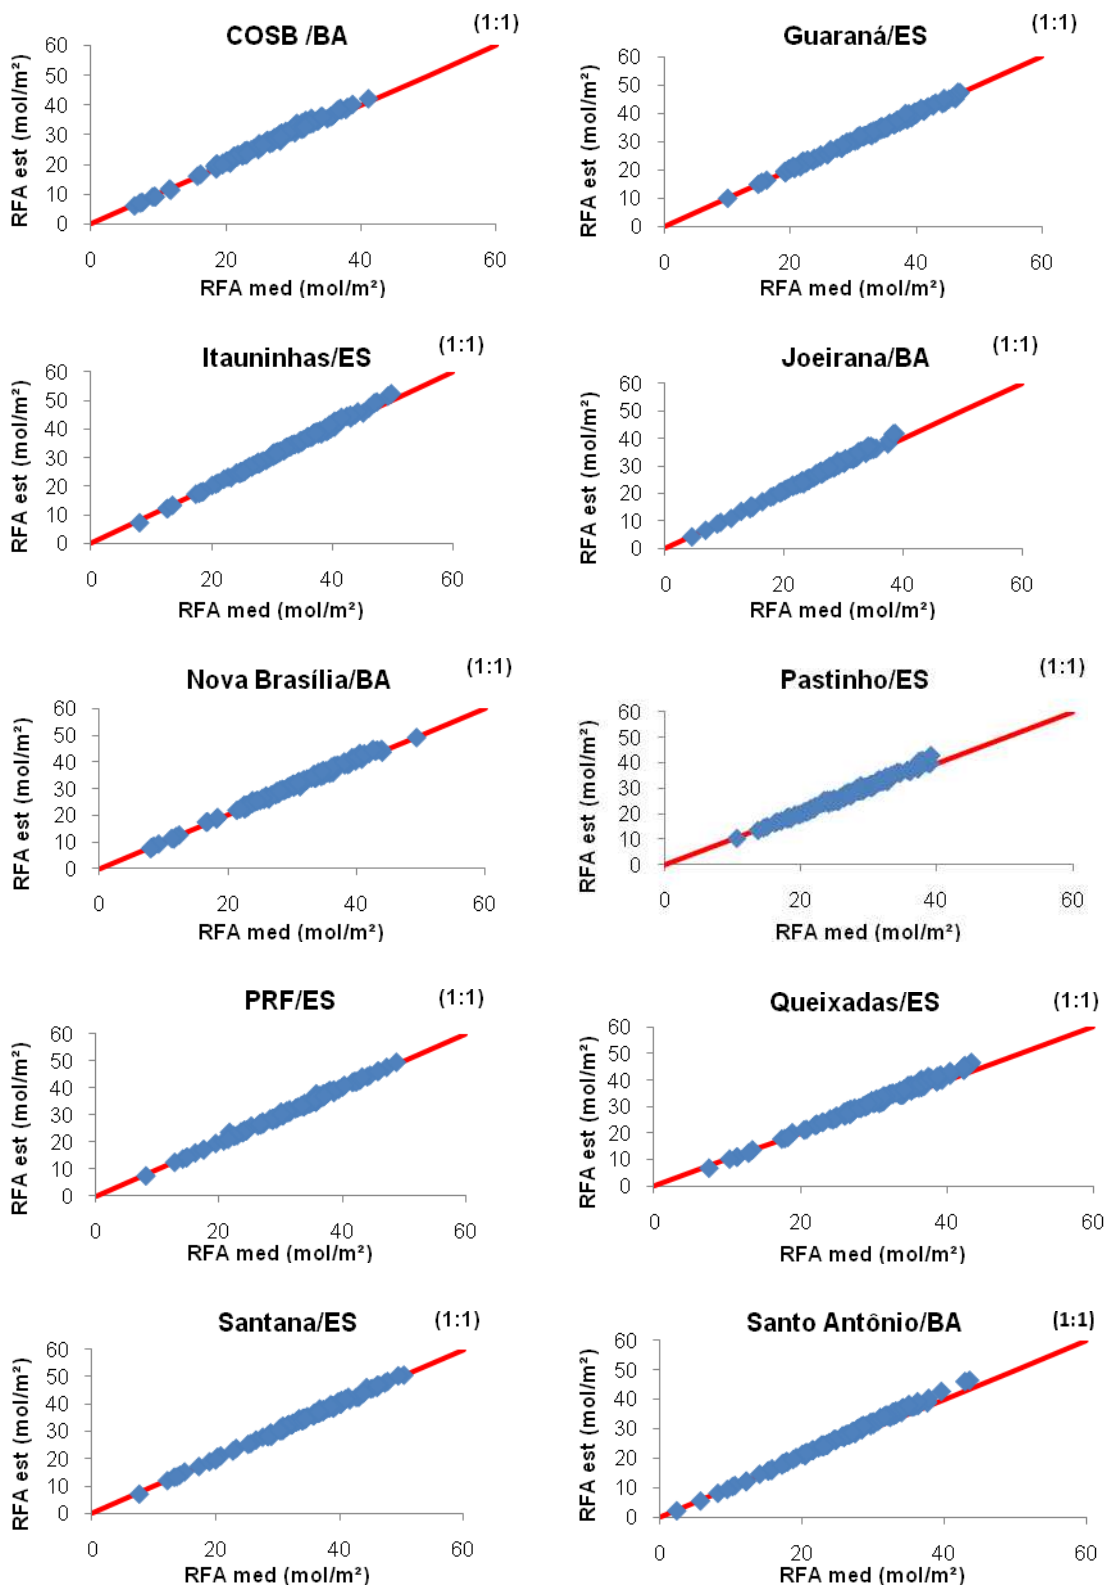 COSB /BA
(1:1)
RFA est (mol/m²)
60
50
40
30
20
10
0
0 20 40 60
RFA med (mol/m²)
Guaraná/ES
(1:1)
RFA est (mol/m²)
60
50
40
30
20
10
0
0 20 40 60
RFA med (mol/m²)
Itauninhas/ES
(1:1)
RFA est (mol/m²)
60
50
40
30
20
10
0
0 20 40 60
RFA med (mol/m²)
Joeirana/BA
(1:1)
RFA est (mol/m²)
60
50
40
30
20
10
0
0 20 40 60
RFA med (mol/m²)
Nova Brasília/BA
(1:1)
RFA est (mol/m²)
60
50
40
30
20
10
0
0 20 40 60
RFA med (mol/m²)
Pastinho/ES
(1:1)
RFA est (mol/m²)
60
50
40
30
20
10
0
0 20 40 60
RFA med (mol/m²)
PRF/ES
(1:1)
RFA est (mol/m²)
60
50
40
30
20
10
0
0 20 40 60
RFA med (mol/m²)
Queixadas/ES
(1:1)
RFA est (mol/m²)
60
50
40
30
20
10
0
0 20 40 60
RFA med (mol/m²)
Santana/ES
(1:1)
RFA est (mol/m²)
60
50
40
30
20
10
0
0 20 40 60
RFA med (mol/m²)
Santo Antônio/BA
(1:1)
RFA est (mol/m²)
60
50
40
30
20
10
0
0 20 40 60
RFA med (mol/m²)